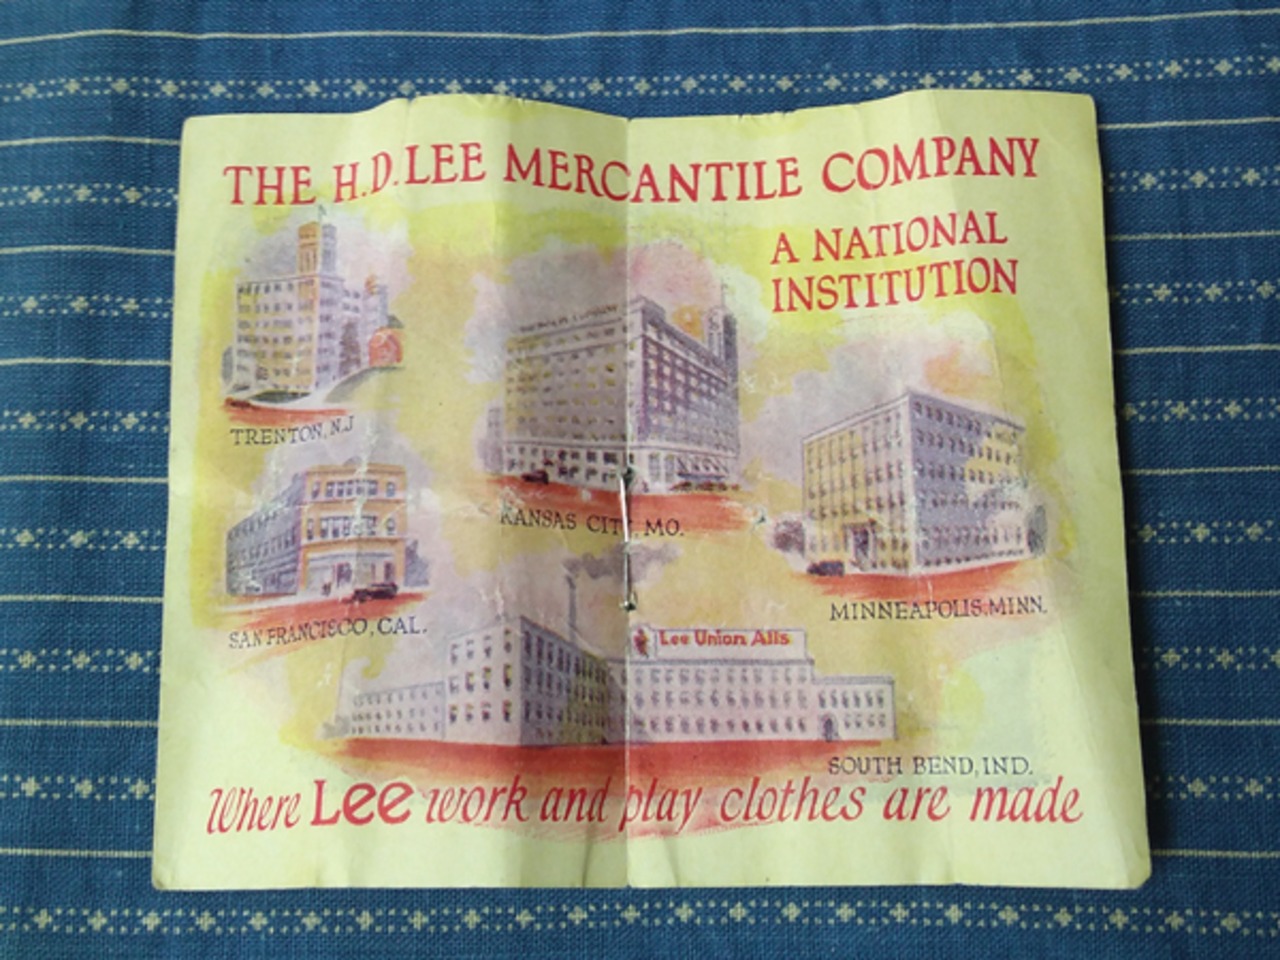 THE H.D. LEE MERCANTILE COMPANY
A NATIONAL
INSTITUTION
TRENTON, N.J
KANSAS CITY, MO.
MINNEAPOLIS, MINN.
SAN FRANCISCO, CAL.
Lee Union Alls
SOUTH BEND, IND.
Where Lee work and play clothes are made